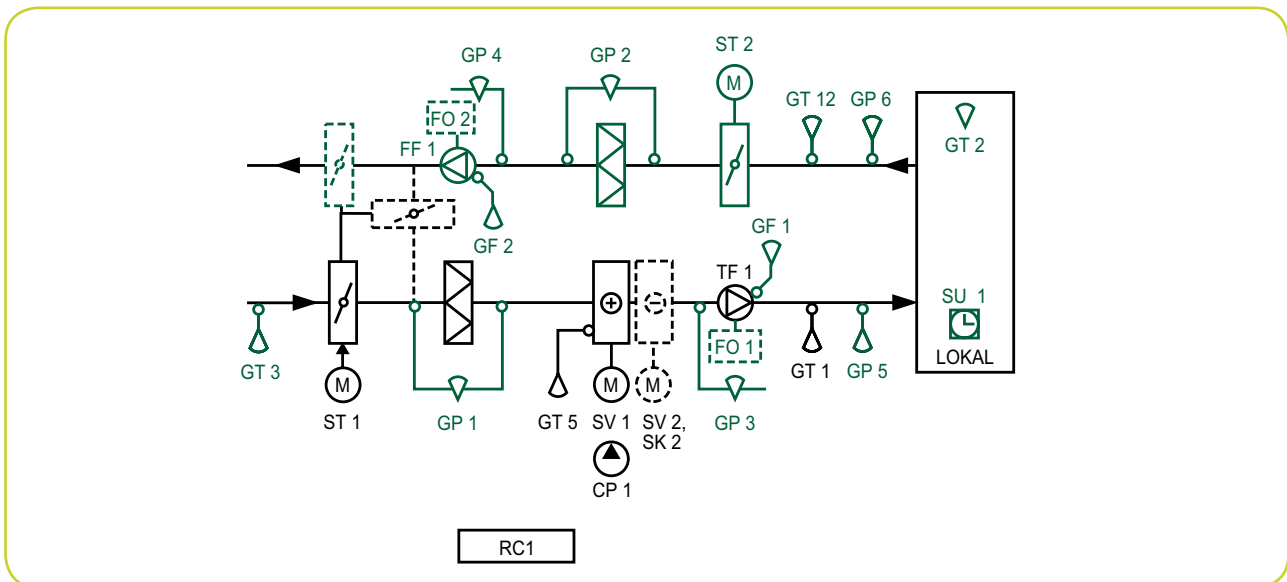 GP 4
GP 2
ST 2
M
GT 12
GP 6
FO 2
FF 1
GT 2
GF 2
GF 1
TF 1
SU 1
LOKAL
FO 1
GT 3
M
ST 1
GP 1
GT 5
M
SV 1
M
SV 2,
SK 2
GP 3
GT 1
GP 5
CP 1
RC1